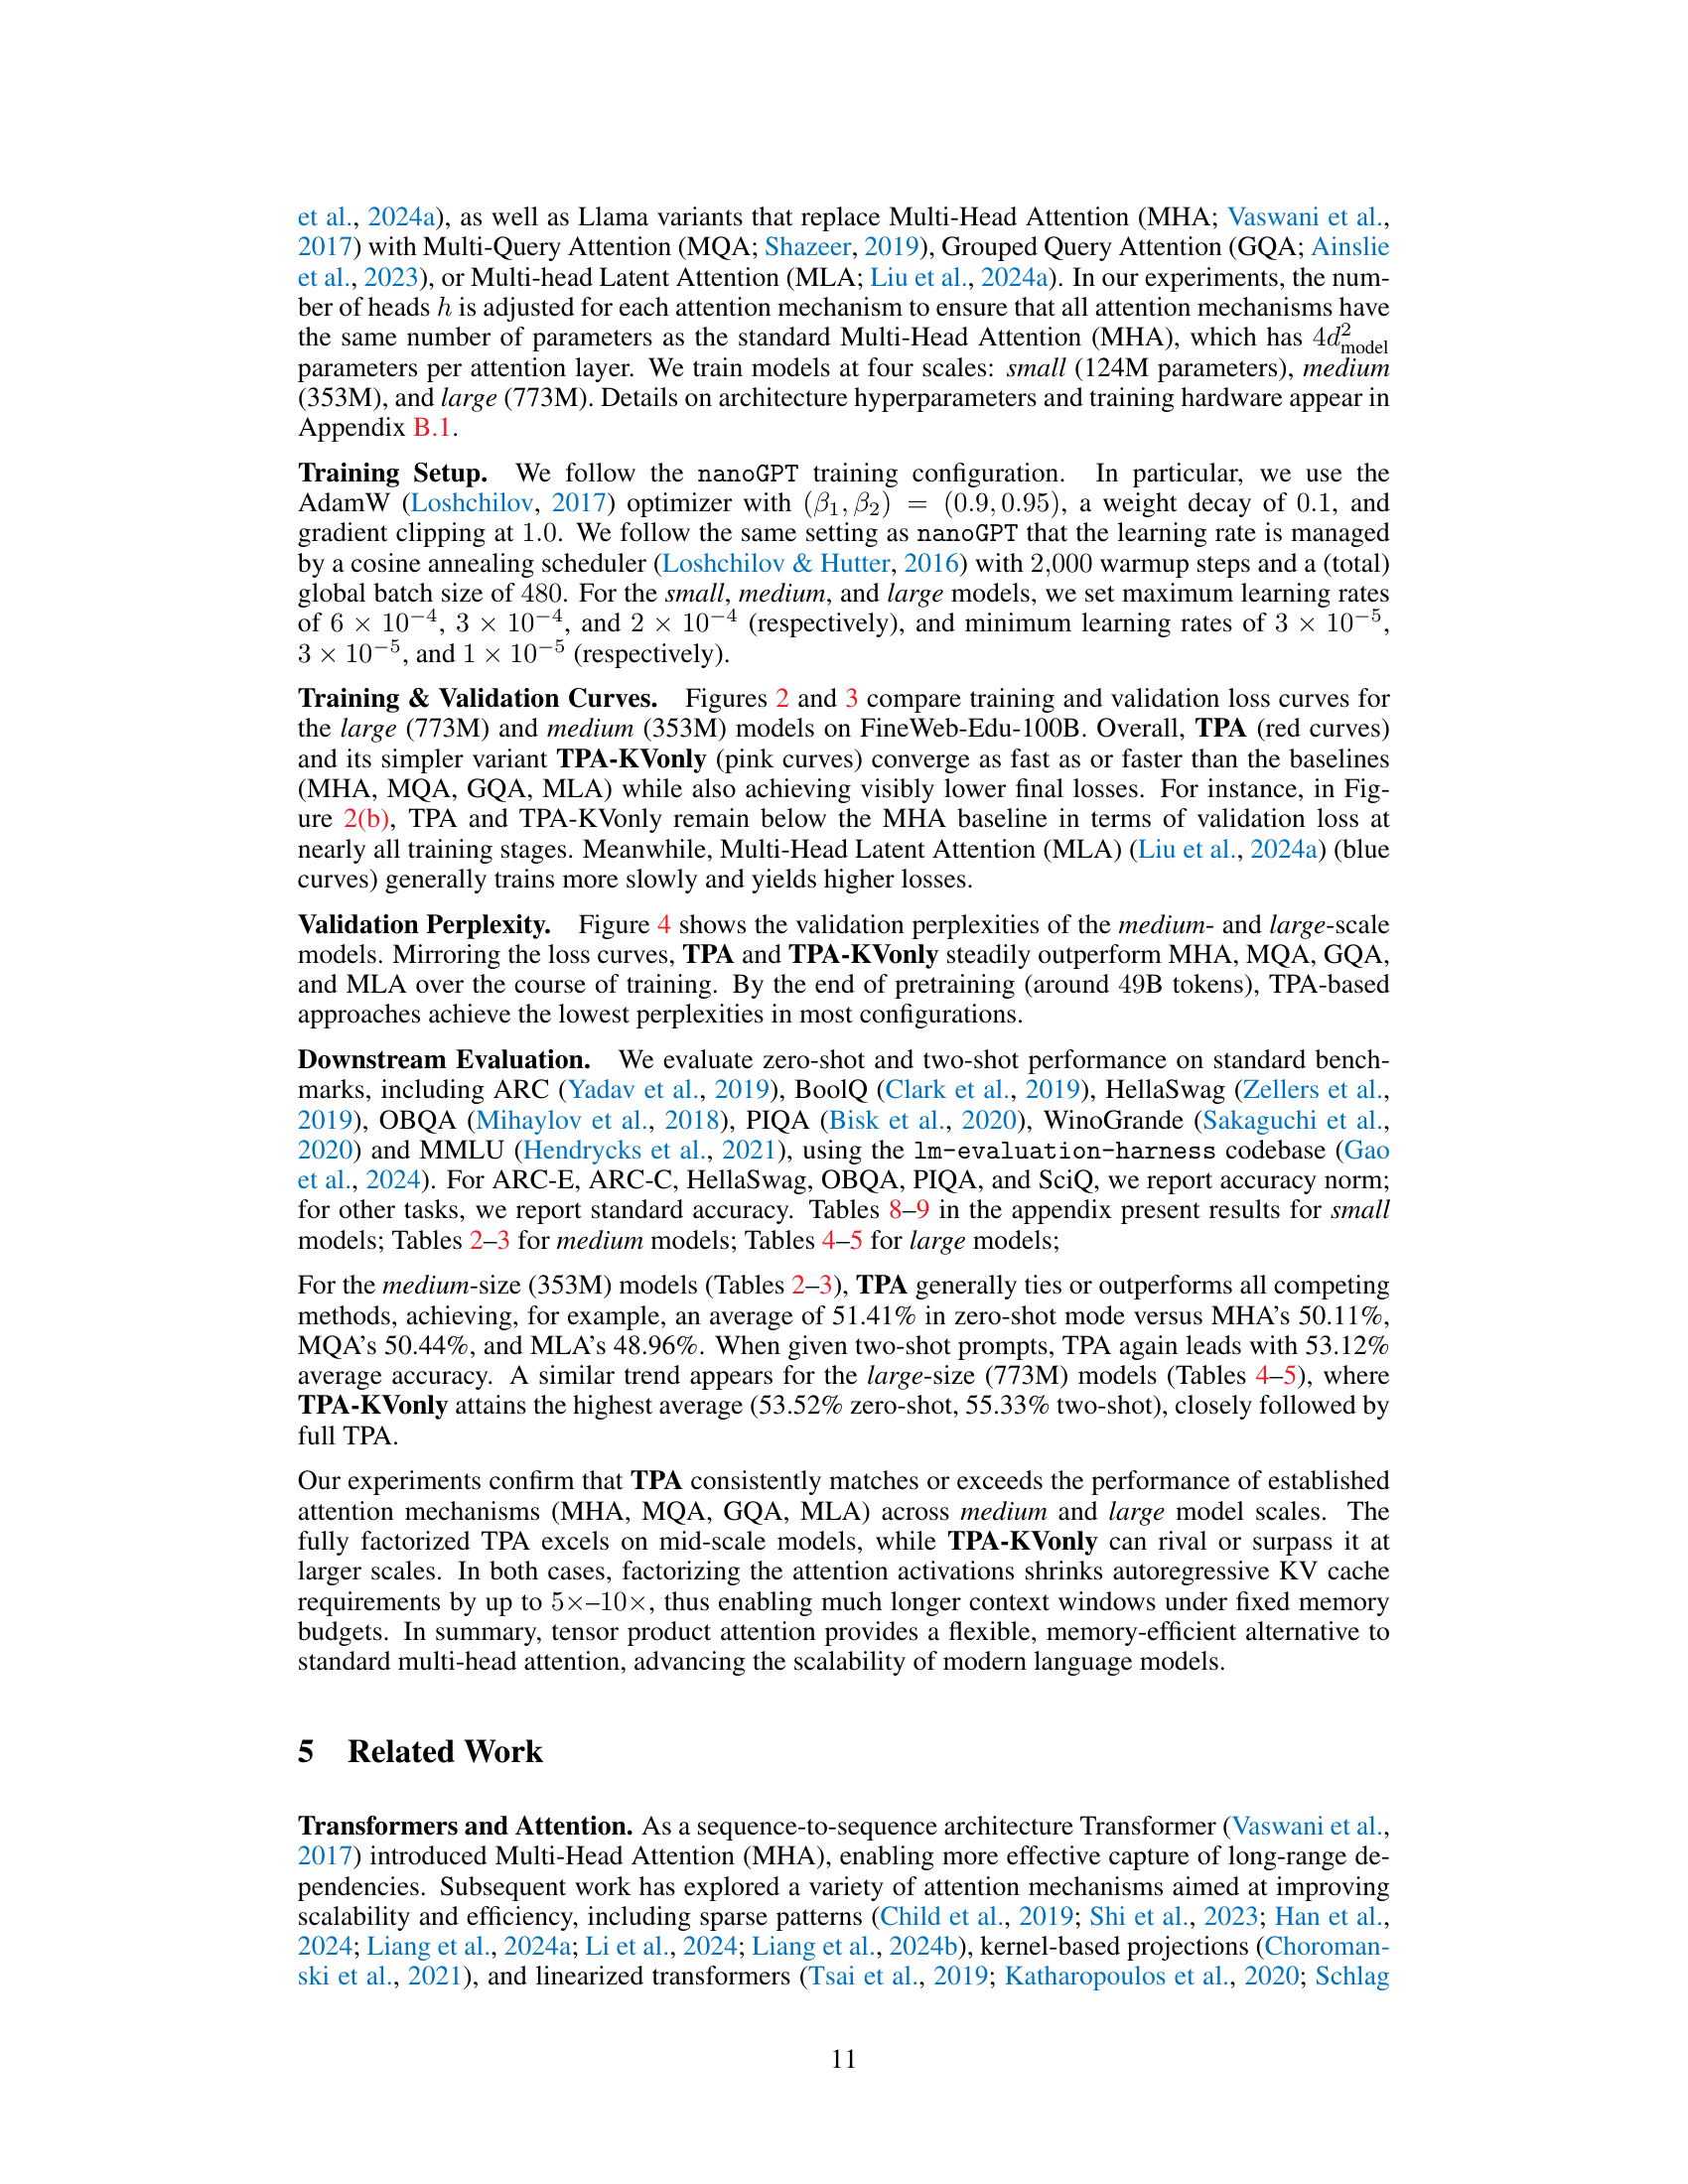 et al., 2024a), as well as Llama variants that replace Multi-Head Attention (MHA; Vaswani et al.,
2017) with Multi-Query Attention (MQA; Shazeer, 2019), Grouped Query Attention (GQA; Ainslie
et al., 2023), or Multi-head Latent Attention (MLA; Liu et al., 2024a). In our experiments, the num-
ber of heads h is adjusted for each attention mechanism to ensure that all attention mechanisms have
the same number of parameters as the standard Multi-Head Attention (MHA), which has 4d²_model
parameters per attention layer. We train models at four scales: small (124M parameters), medium
(353M), and large (773M). Details on architecture hyperparameters and training hardware appear in
Appendix B.1.
Training Setup. We follow the nanoGPT training configuration. In particular, we use the
AdamW (Loshchilov, 2017) optimizer with (β₁, β₂) = (0.9, 0.95), a weight decay of 0.1, and
gradient clipping at 1.0. We follow the same setting as nanoGPT that the learning rate is managed
by a cosine annealing scheduler (Loshchilov & Hutter, 2016) with 2,000 warmup steps and a (total)
global batch size of 480. For the small, medium, and large models, we set maximum learning rates
of 6 × 10⁻⁴, 3 × 10⁻⁴, and 2 × 10⁻⁴ (respectively), and minimum learning rates of 3 × 10⁻⁵,
3 × 10⁻⁵, and 1 × 10⁻⁵ (respectively).
Training & Validation Curves. Figures 2 and 3 compare training and validation loss curves for
the large (773M) and medium (353M) models on FineWeb-Edu-100B. Overall, TPA (red curves)
and its simpler variant TPA-KVonly (pink curves) converge as fast as or faster than the baselines
(MHA, MQA, GQA, MLA) while also achieving visibly lower final losses. For instance, in Fig-
ure 2(b), TPA and TPA-KVonly remain below the MHA baseline in terms of validation loss at
nearly all training stages. Meanwhile, Multi-Head Latent Attention (MLA) (Liu et al., 2024a) (blue
curves) generally trains more slowly and yields higher losses.
Validation Perplexity. Figure 4 shows the validation perplexities of the medium- and large-scale
models. Mirroring the loss curves, TPA and TPA-KVonly steadily outperform MHA, MQA, GQA,
and MLA over the course of training. By the end of pretraining (around 49B tokens), TPA-based
approaches achieve the lowest perplexities in most configurations.
Downstream Evaluation. We evaluate zero-shot and two-shot performance on standard bench-
marks, including ARC (Yadav et al., 2019), BoolQ (Clark et al., 2019), HellaSwag (Zellers et al.,
2019), OBQA (Mihaylov et al., 2018), PIQA (Bisk et al., 2020), WinoGrande (Sakaguchi et al.,
2020) and MMLU (Hendrycks et al., 2021), using the lm-evaluation-harness codebase (Gao
et al., 2024). For ARC-E, ARC-C, HellaSwag, OBQA, PIQA, and SciQ, we report accuracy norm;
for other tasks, we report standard accuracy. Tables 8–9 in the appendix present results for small
models; Tables 2–3 for medium models; Tables 4–5 for large models;
For the medium-size (353M) models (Tables 2–3), TPA generally ties or outperforms all competing
methods, achieving, for example, an average of 51.41% in zero-shot mode versus MHA's 50.11%,
MQA's 50.44%, and MLA's 48.96%. When given two-shot prompts, TPA again leads with 53.12%
average accuracy. A similar trend appears for the large-size (773M) models (Tables 4–5), where
TPA-KVonly attains the highest average (53.52% zero-shot, 55.33% two-shot), closely followed by
full TPA.
Our experiments confirm that TPA consistently matches or exceeds the performance of established
attention mechanisms (MHA, MQA, GQA, MLA) across medium and large model scales. The
fully factorized TPA excels on mid-scale models, while TPA-KVonly can rival or surpass it at
larger scales. In both cases, factorizing the attention activations shrinks autoregressive KV cache
requirements by up to 5×–10×, thus enabling much longer context windows under fixed memory
budgets. In summary, tensor product attention provides a flexible, memory-efficient alternative to
standard multi-head attention, advancing the scalability of modern language models.
5 Related Work
Transformers and Attention. As a sequence-to-sequence architecture Transformer (Vaswani et al.,
2017) introduced Multi-Head Attention (MHA), enabling more effective capture of long-range de-
pendencies. Subsequent work has explored a variety of attention mechanisms aimed at improving
scalability and efficiency, including sparse patterns (Child et al., 2019; Shi et al., 2023; Han et al.,
2024; Liang et al., 2024a; Li et al., 2024; Liang et al., 2024b), kernel-based projections (Choroman-
ski et al., 2021), and linearized transformers (Tsai et al., 2019; Katharopoulos et al., 2020; Schlag
11